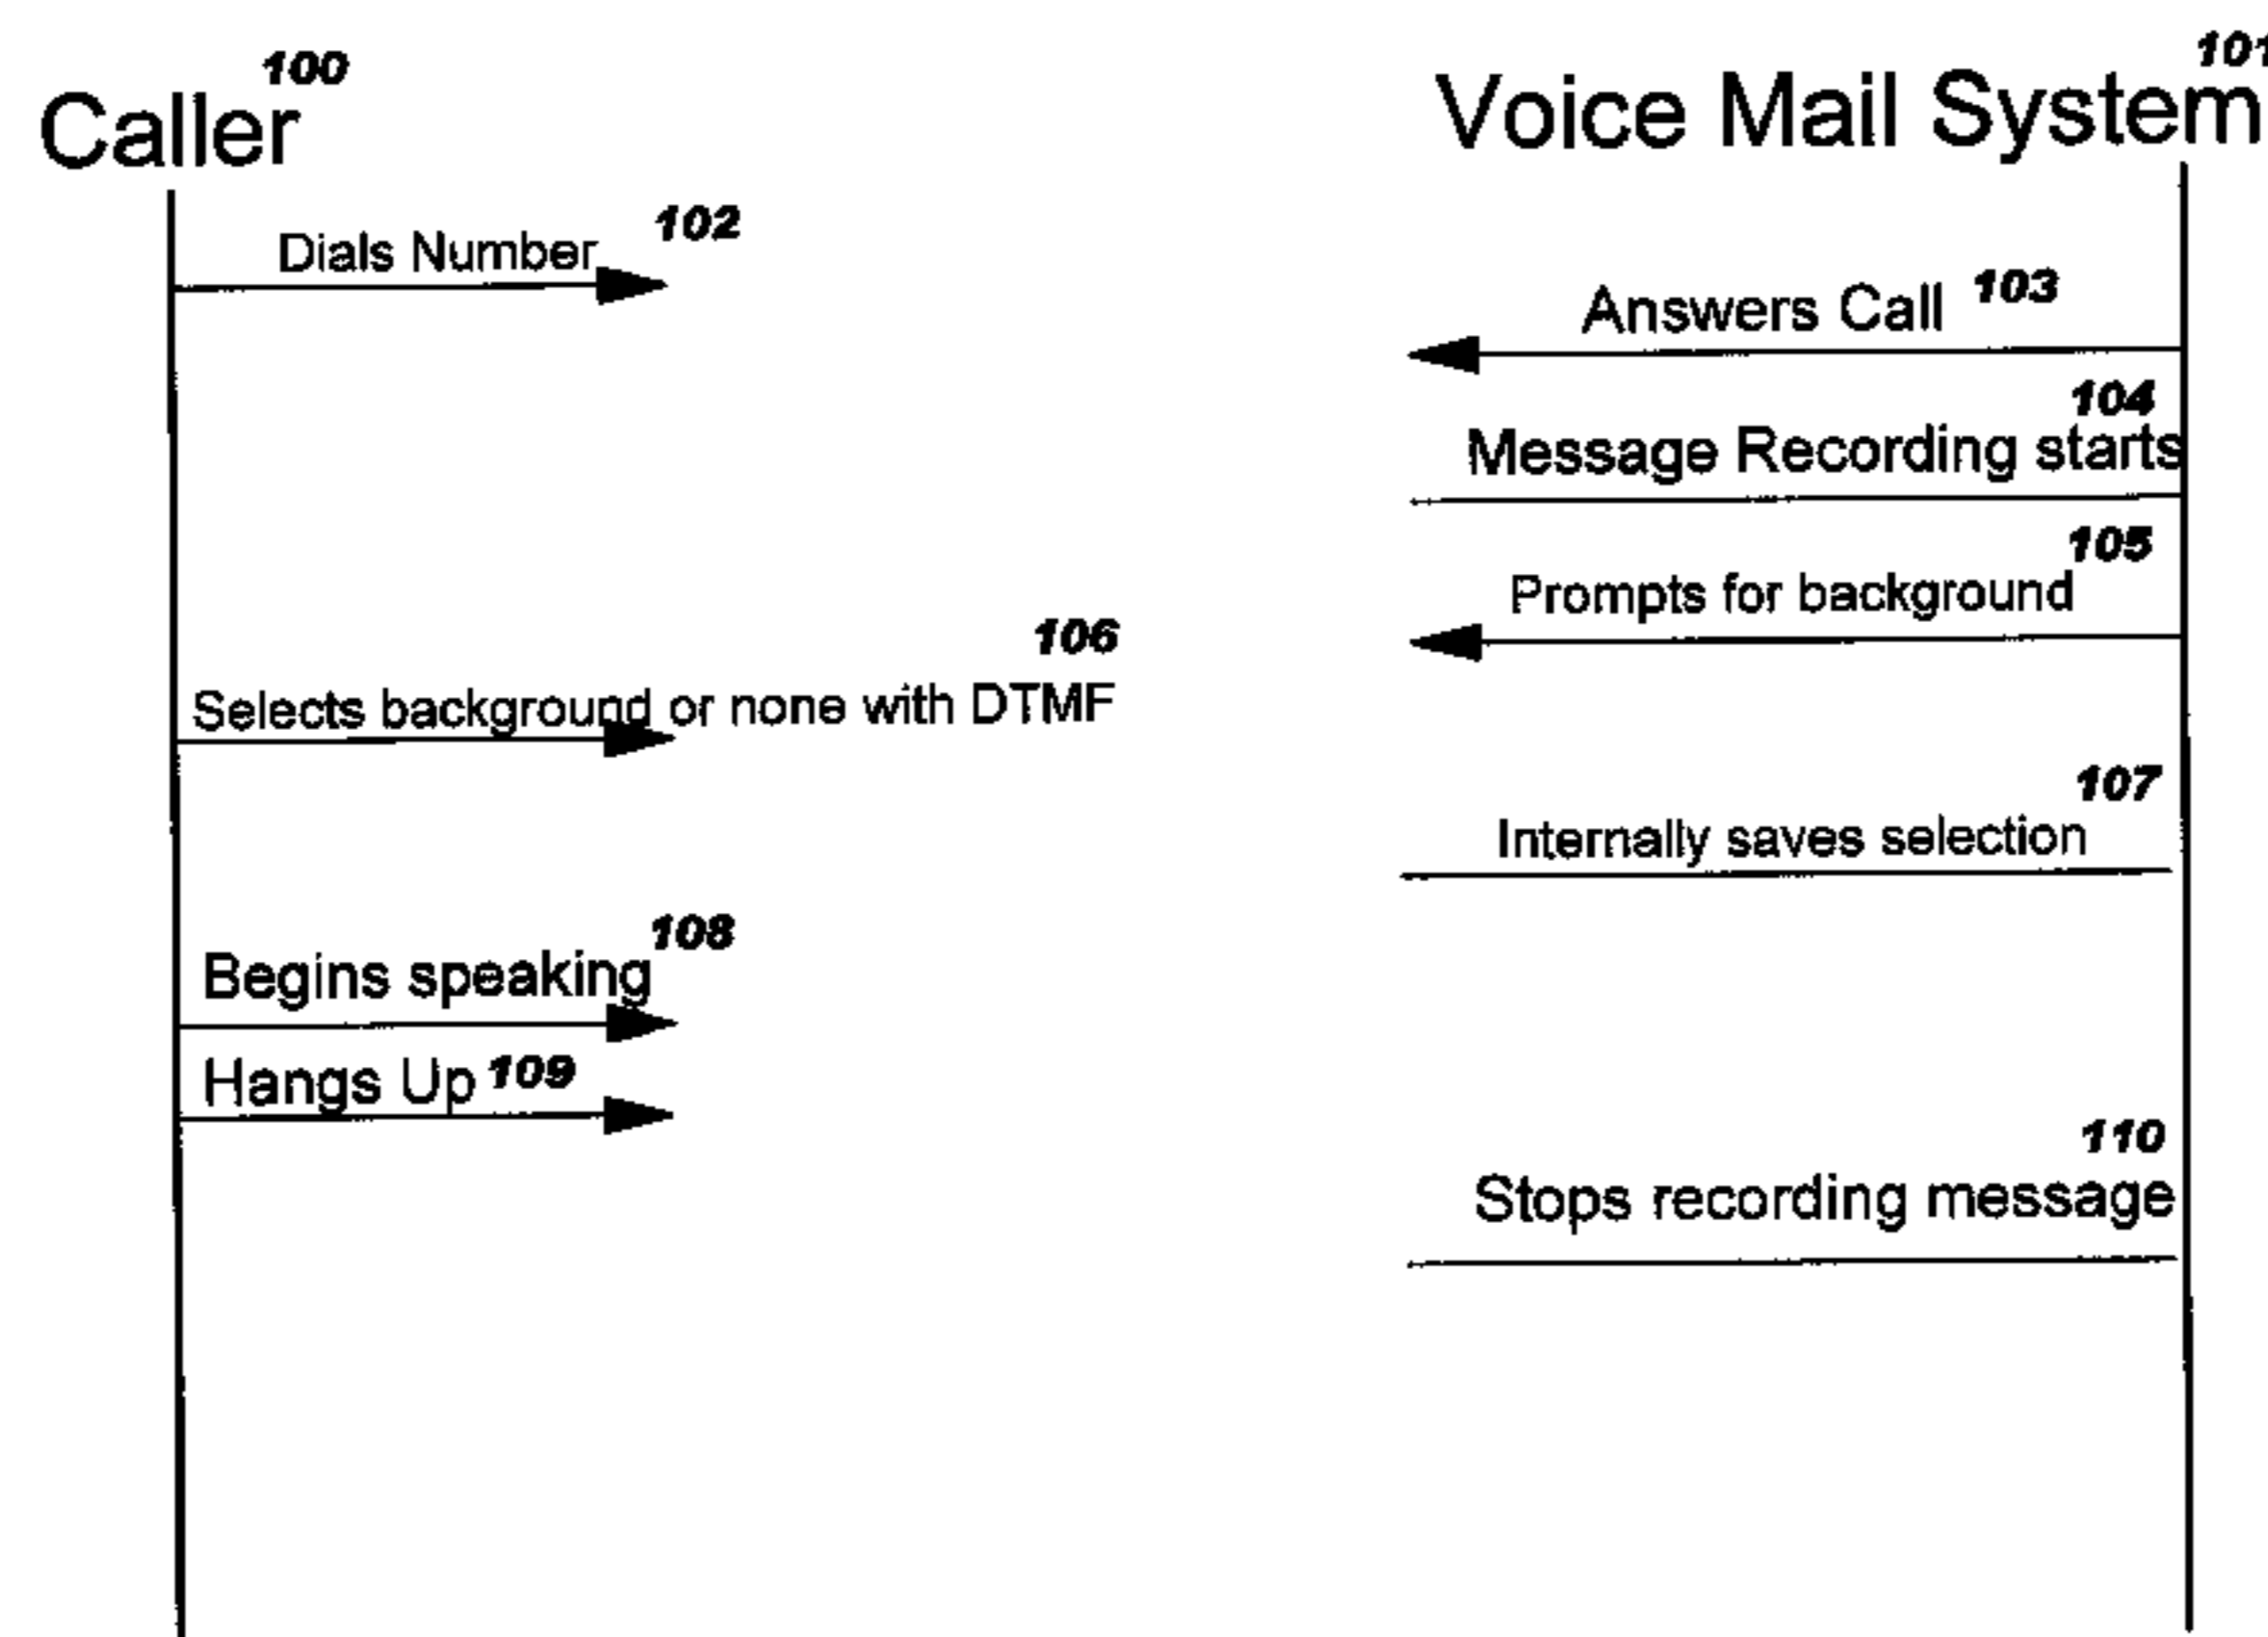 100
Caller
101
Voice Mail System
102
Dials Number
103
Answers Call
104
Message Recording starts
105
Prompts for background
106
Selects background or none with DTMF
107
Internally saves selection
108
Begins speaking
Hangs Up 109
110
Stops recording message